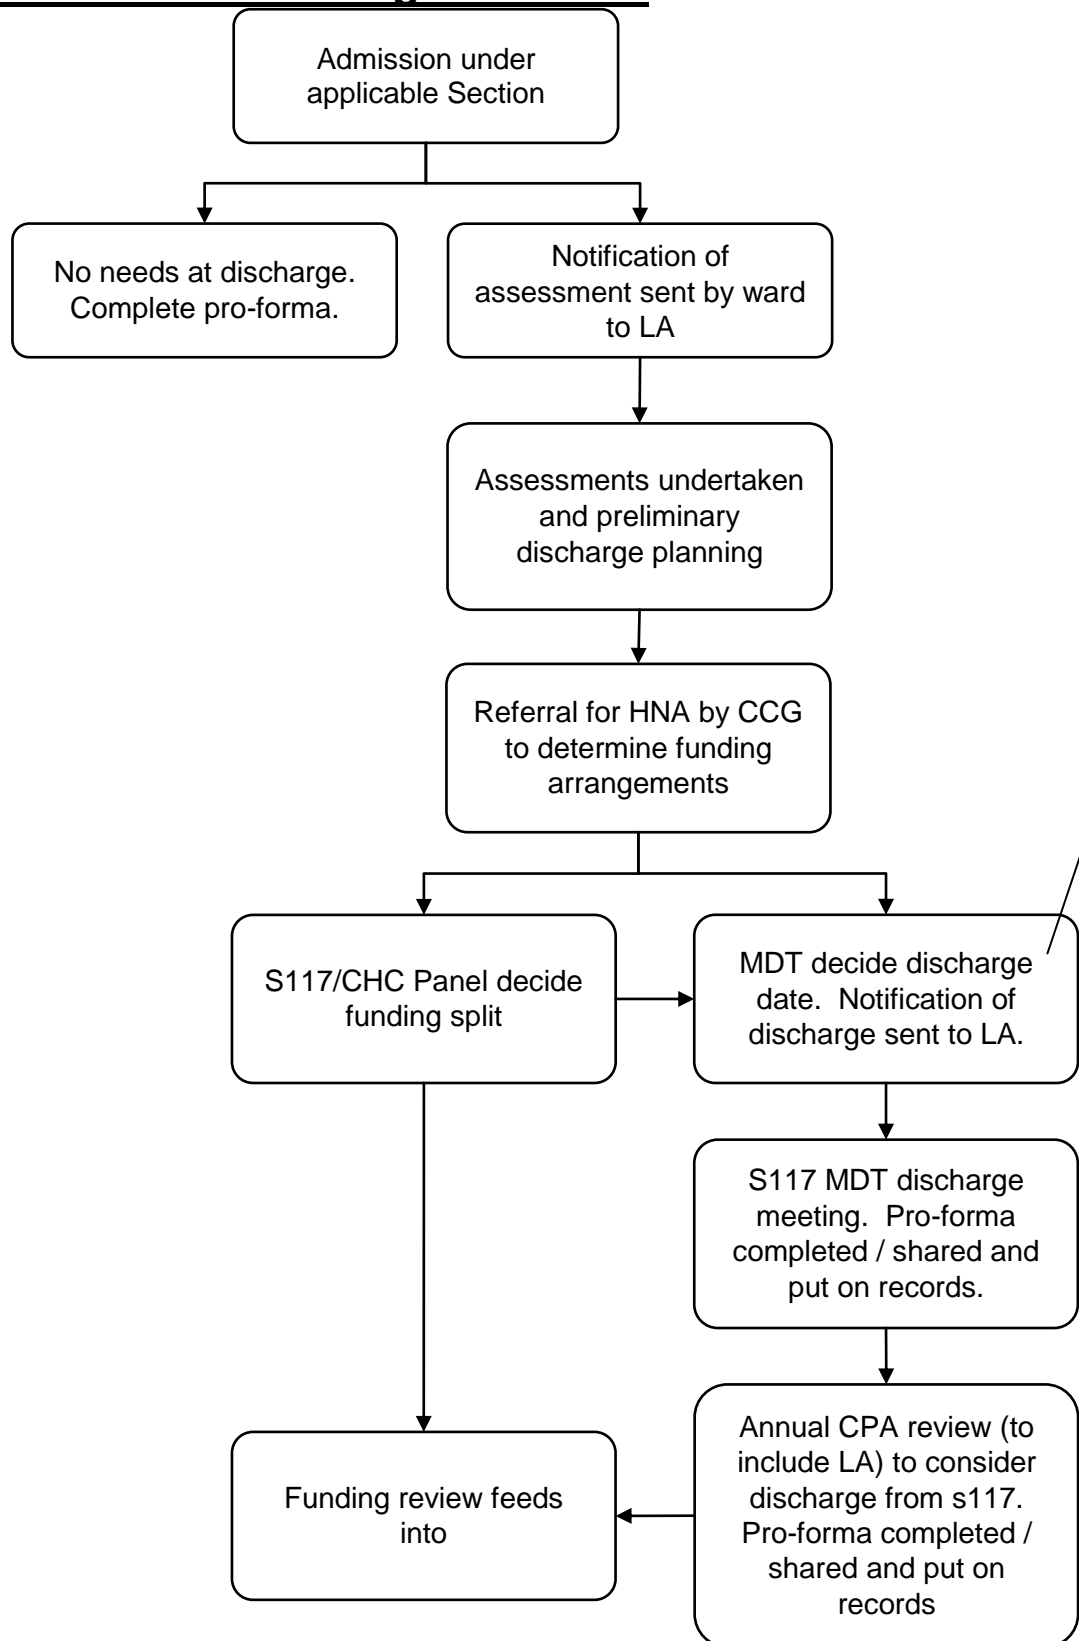 Admission under
applicable Section
No needs at discharge.
Complete pro-forma.
Notification of
assessment sent by ward
to LA
Assessments undertaken
and preliminary
discharge planning
Referral for HNA by CCG
to determine funding
arrangements
S117/CHC Panel decide
funding split
MDT decide discharge
date.  Notification of
discharge sent to LA.
S117 MDT discharge
meeting.  Pro-forma
completed / shared and
put on records.
Annual CPA review (to
include LA) to consider
discharge from s117.
Pro-forma completed /
shared and put on
records
Funding review feeds
into